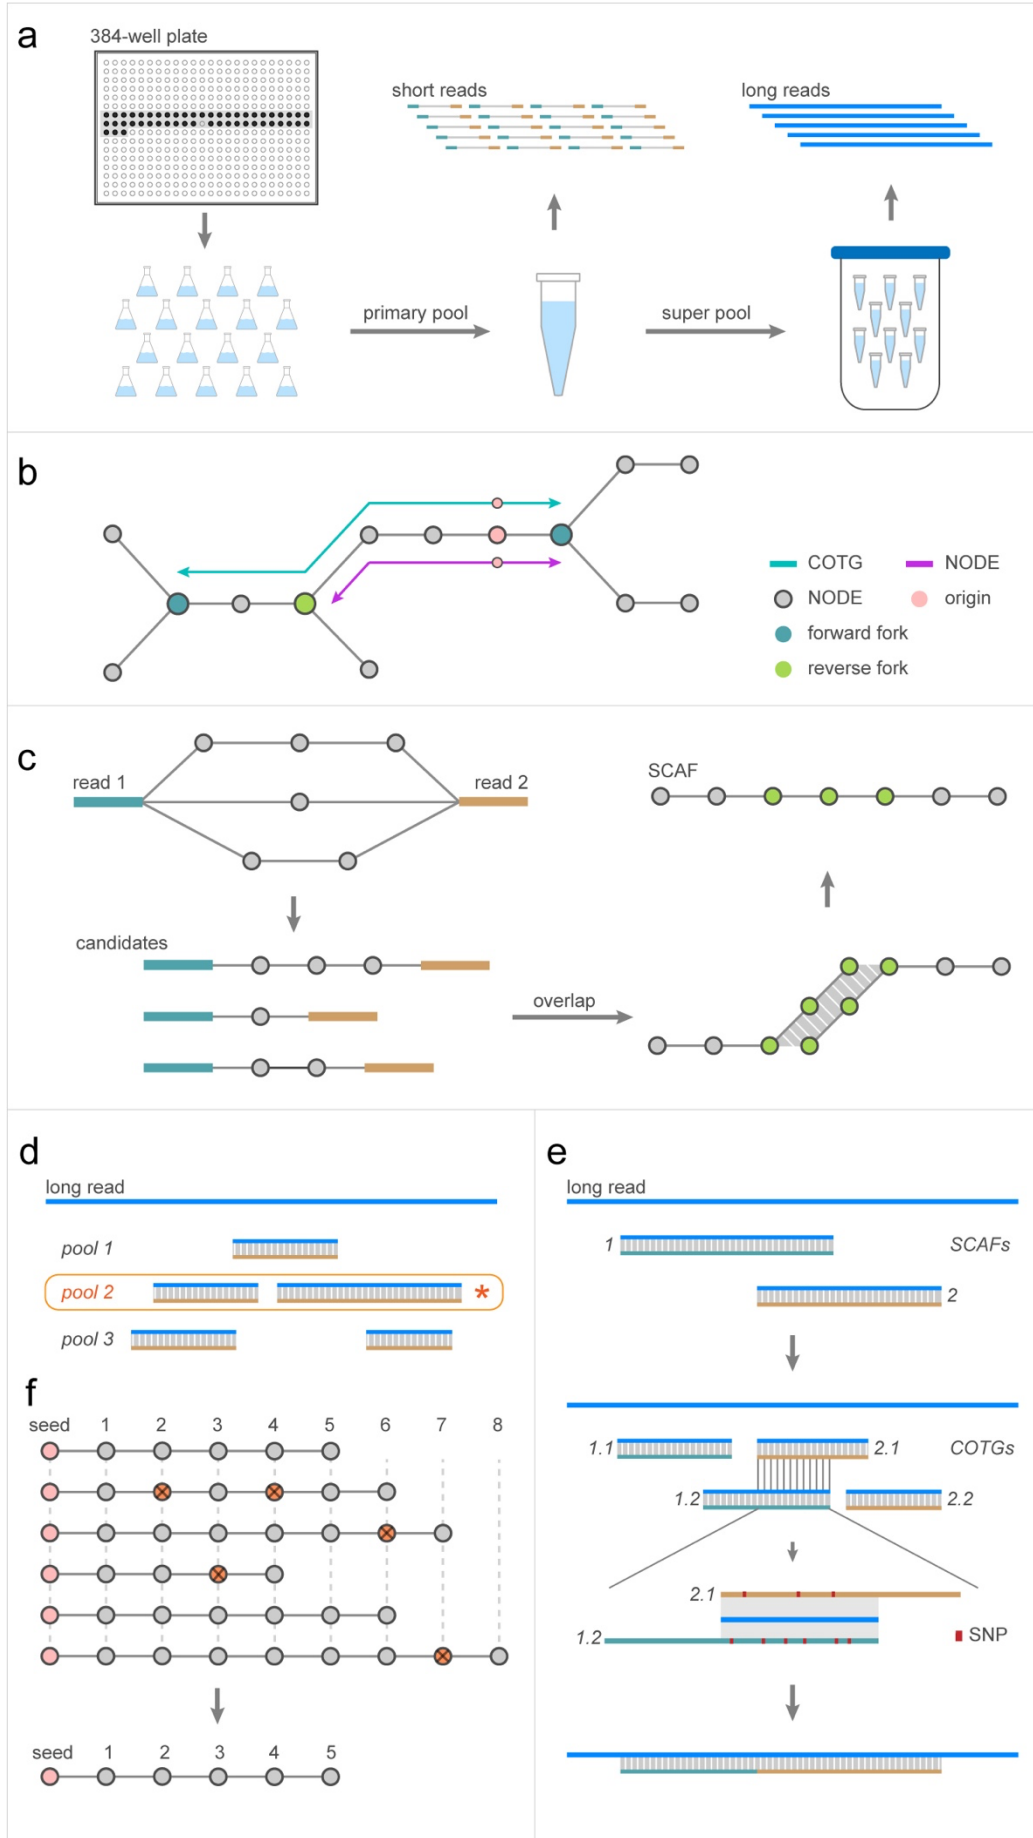 a
384-well plate
short reads
long reads
primary pool
super pool
b
COTG
NODE
NODE
origin
forward fork
reverse fork
c
read 1
read 2
SCAF
candidates
overlap
d
long read
pool 1
pool 2 *
pool 3
e
long read
1
SCAFs
2
1.1
2.1
COTGs
1.2
2.2
2.1
1.2
SNP
f
seed 1 2 3 4 5 6 7 8
seed 1 2 3 4 5